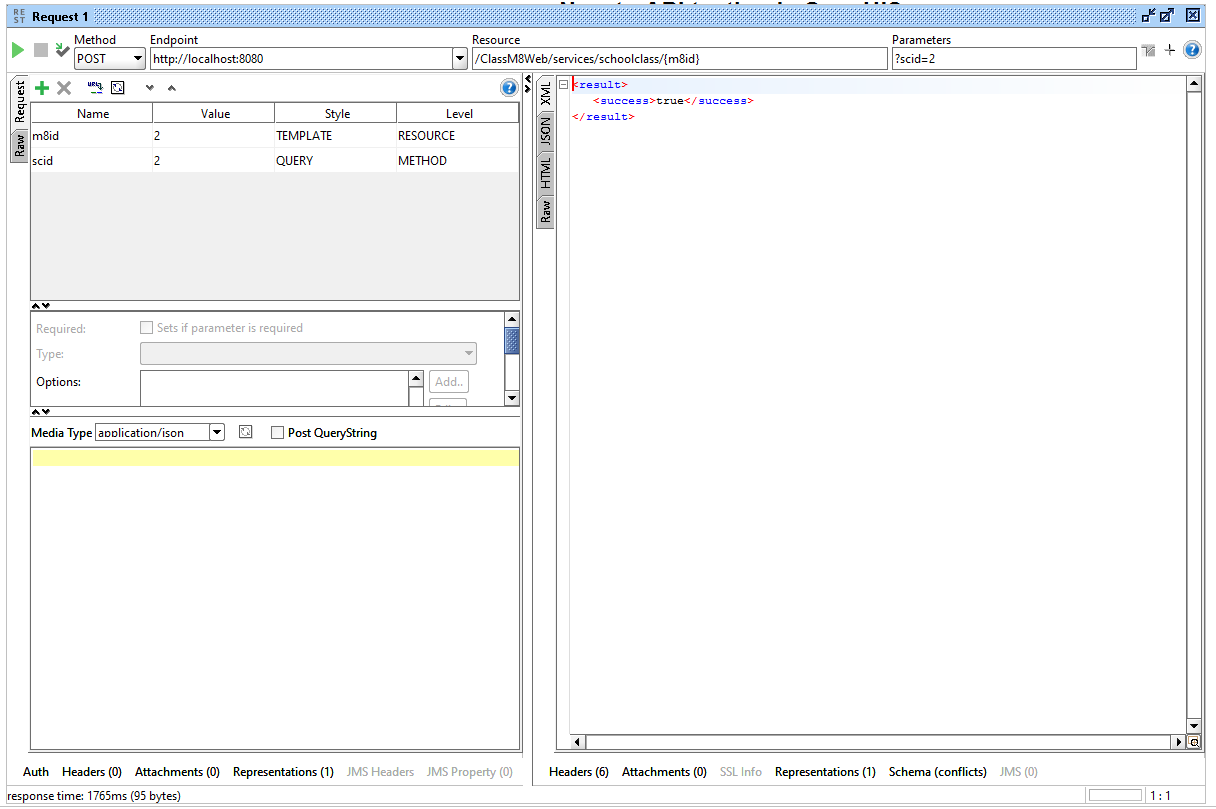 RE
ST
Request 1
Method
Endpoint
Resource
Parameters
POST
http://localhost:8080
/ClassM8Web/services/schoolclass/{m8id}
?scid=2
Request
Raw
Name Value Style Level
m8id 2 TEMPLATE RESOURCE
scid 2 QUERY METHOD
Required: Sets if parameter is required
Type:
Options: Add..
Media Type application/json Post QueryString
Auth Headers (0) Attachments (0) Representations (1) JMS Headers JMS Property (0)
XML
JSON
HTML
Raw
<result>
<success>true</success>
</result>
Headers (6) Attachments (0) SSL Info Representations (1) Schema (conflicts) JMS (0)
response time: 1765ms (95 bytes)
1 : 1